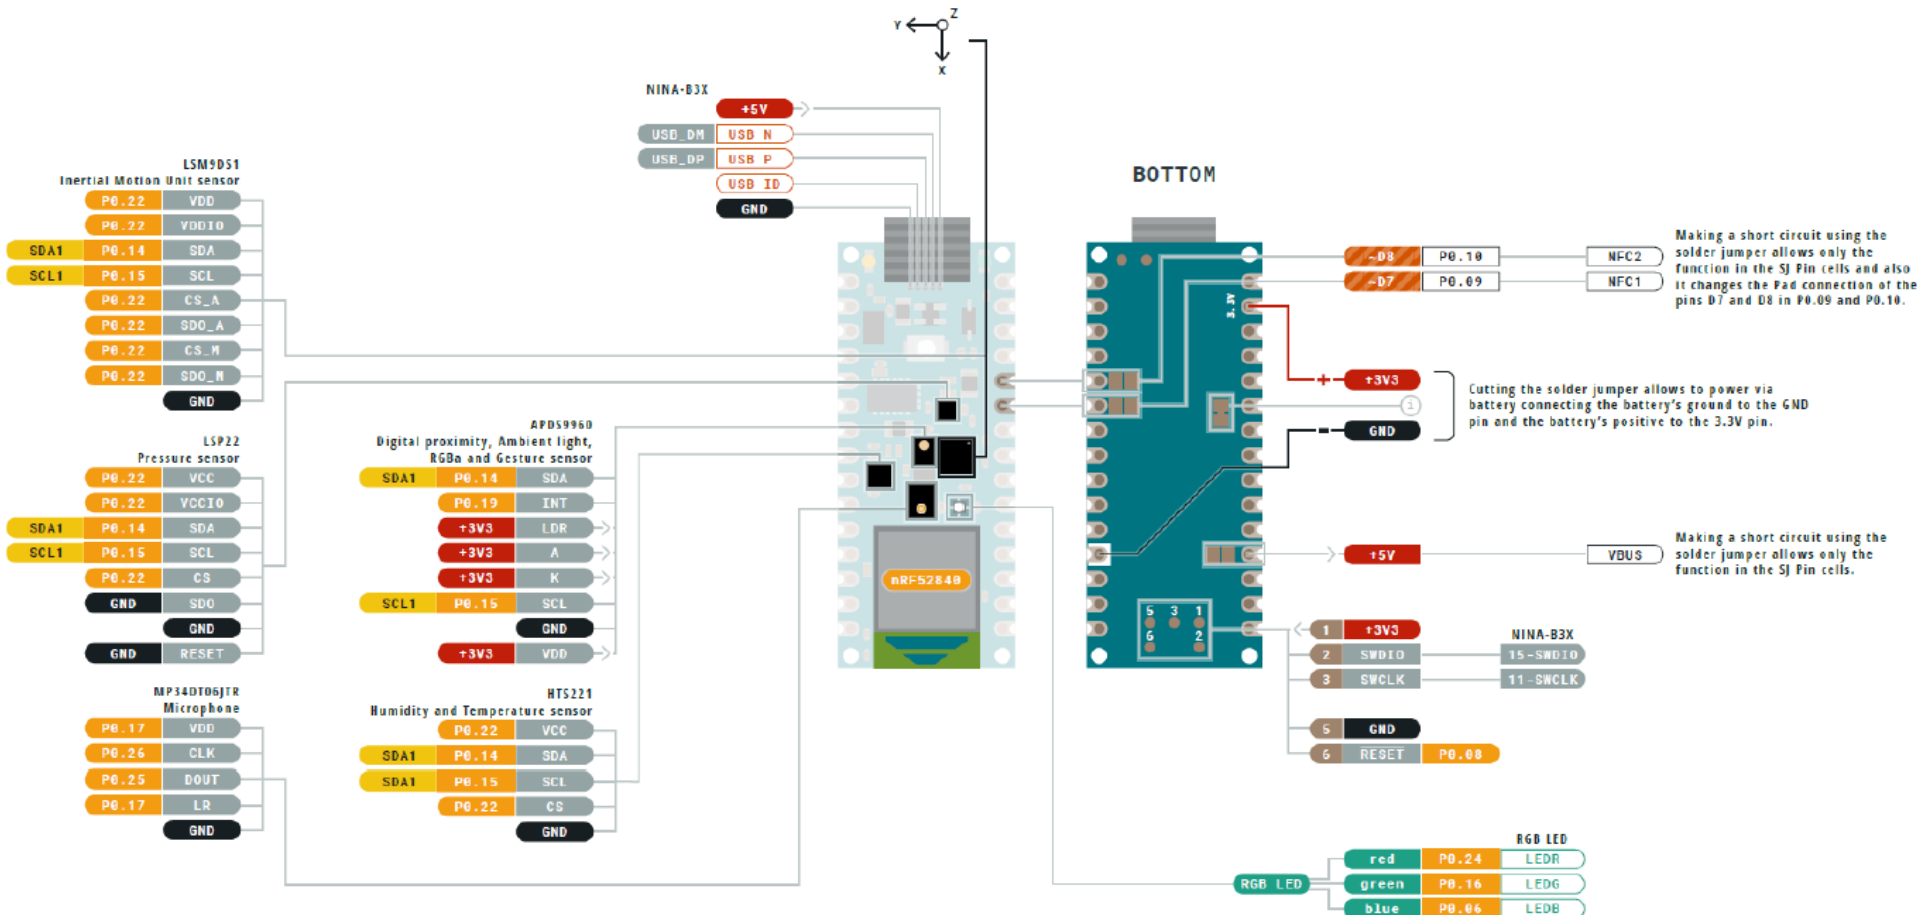 Z
Y
X
NINA-B3X
+5V
USB_DM USB N
USB_DP USB P
USB ID
GND
LSM9DS1
Inertial Motion Unit sensor
P0.22 VDD
P0.22 VDDIO
SDA1 P0.14 SDA
SCL1 P0.15 SCL
P0.22 CS_A
P0.22 SDO_A
P0.22 CS_M
P0.22 SDO_M
GND
LSP22
Pressure sensor
P0.22 VCC
P0.22 VCCIO
SDA1 P0.14 SDA
SCL1 P0.15 SCL
P0.22 CS
GND SDO
GND
GND RESET
MP34DT06JTR
Microphone
P0.17 VDD
P0.26 CLK
P0.25 DOUT
P0.17 LR
GND
APDS9960
Digital proximity, Ambient light,
RGBa and Gesture sensor
SDA1 P0.14 SDA
P0.19 INT
+3V3 LDR
+3V3 A
+3V3 K
SCL1 P0.15 SCL
GND
+3V3 VDD
HTS221
Humidity and Temperature sensor
P0.22 VCC
SDA1 P0.14 SDA
SDA1 P0.15 SCL
P0.22 CS
GND
nRF52840
BOTTOM
3.3V
5 3 1
6 2
~D8 P0.10 NFC2
~D7 P0.09 NFC1
Making a short circuit using the
solder jumper allows only the
function in the SJ Pin cells and also
it changes the Pad connection of the
pins D7 and D8 in P0.09 and P0.10.
+ +3V3
i
- GND
Cutting the solder jumper allows to power via
battery connecting the battery's ground to the GND
pin and the battery's positive to the 3.3V pin.
+5V VBUS
Making a short circuit using the
solder jumper allows only the
function in the SJ Pin cells.
NINA-B3X
1 +3V3
2 SWDIO 15-SWDIO
3 SWCLK 11-SWCLK
5 GND
6 RESET P0.08
RGB LED
RGB LED
red P0.24 LEDR
green P0.16 LEDG
blue P0.06 LEDB